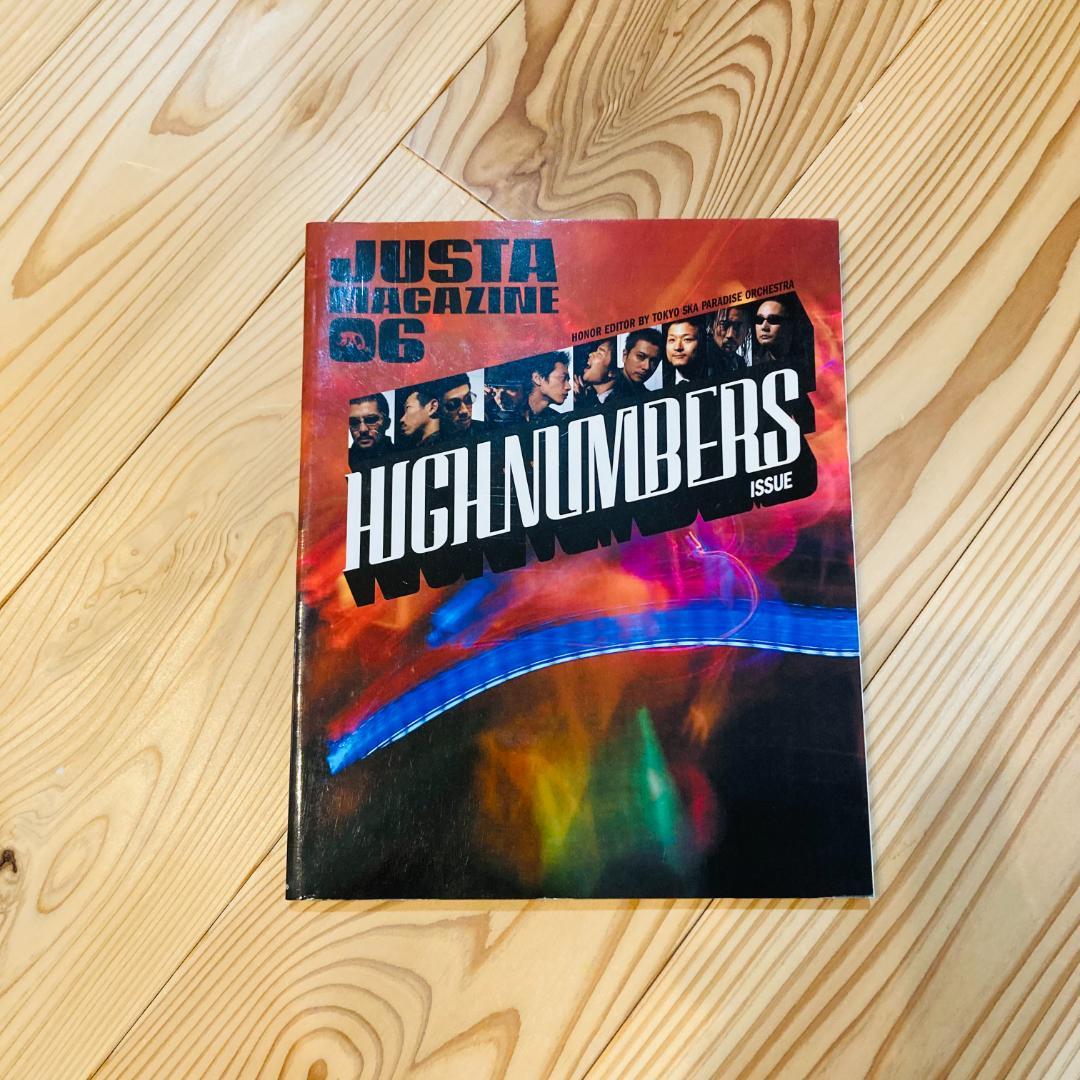 JUSTA
MAGAZINE
06
HONOR EDITOR BY TOKYO SKA PARADISE ORCHESTRA
HIGHNUMBERS
ISSUE